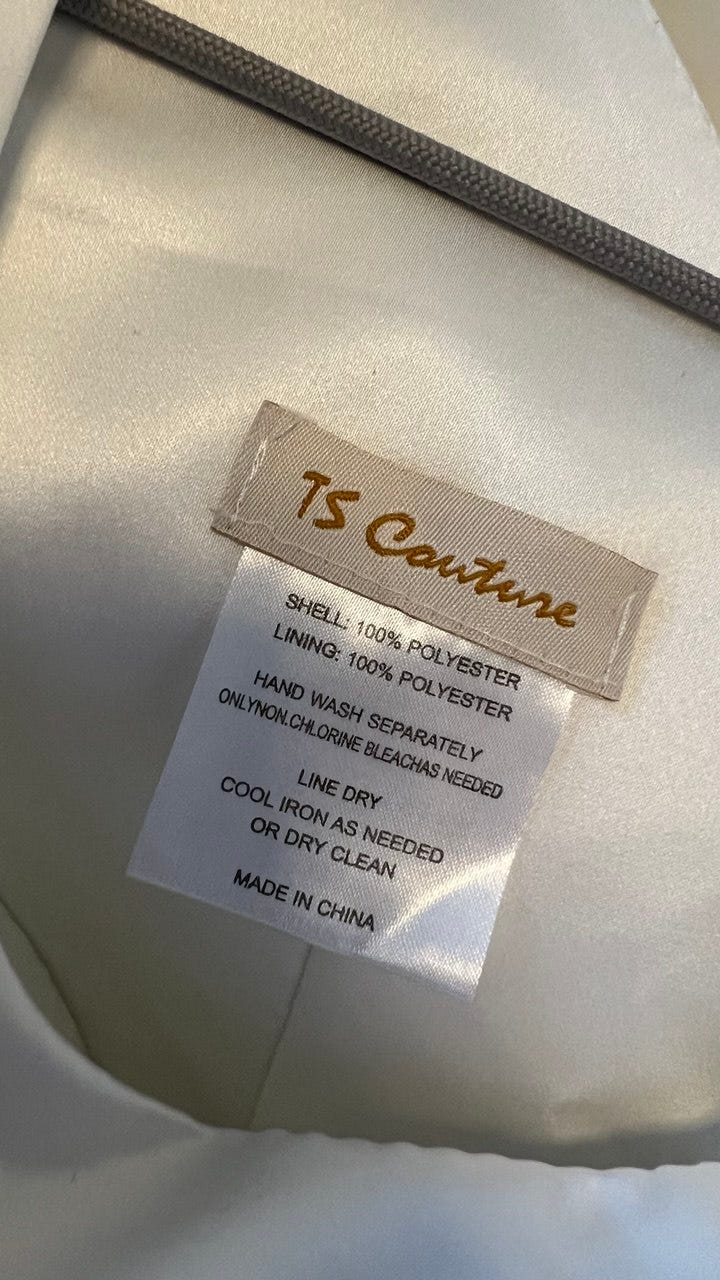 TS Couture
SHELL: 100% POLYESTER
LINING: 100% POLYESTER
HAND WASH SEPARATELY
ONLYNON.CHLORINE BLEACHAS NEEDED
LINE DRY
COOL IRON AS NEEDED
OR DRY CLEAN
MADE IN CHINA